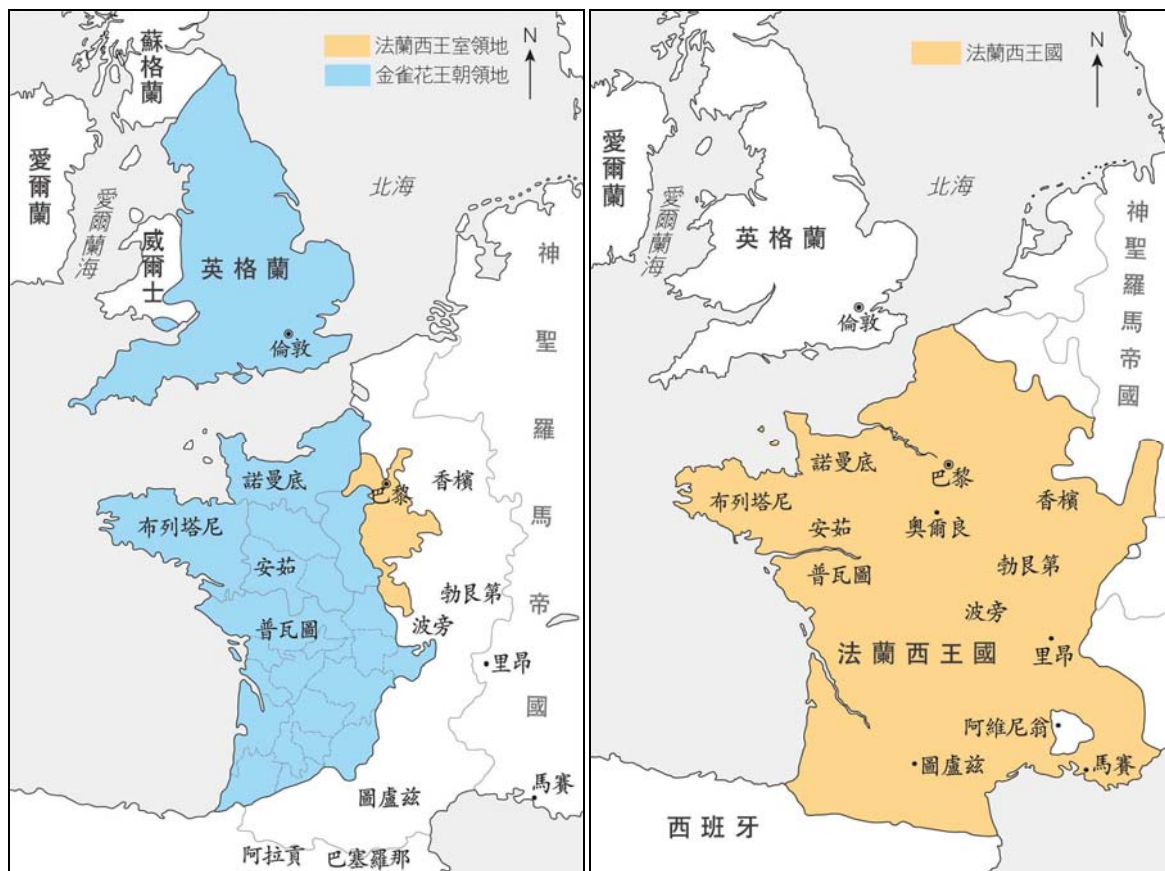 法蘭西王室領地
金雀花王朝領地
N
蘇格蘭
愛爾蘭
愛爾蘭海
威爾士
北海
英格蘭
倫敦
神聖羅馬帝國
諾曼底
巴黎
香檳
布列塔尼
安茹
勃艮第
普瓦圖
波旁
里昂
圖盧茲
馬賽
阿拉貢
巴塞羅那
法蘭西王國
N
愛爾蘭
愛爾蘭海
北海
英格蘭
倫敦
神聖羅馬帝國
諾曼底
巴黎
布列塔尼
香檳
安茹
奧爾良
普瓦圖
勃艮第
波旁
法蘭西王國
里昂
阿維尼翁
圖盧茲
馬賽
西班牙